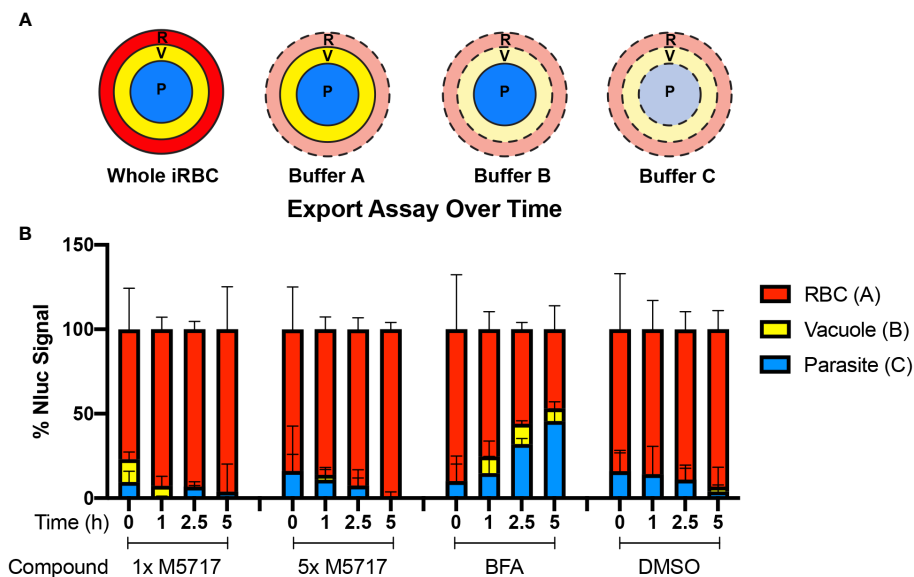 A
R
V
P
R
V
P
R
V
P
R
V
P
Whole iRBC
Buffer A
Buffer B
Buffer C
Export Assay Over Time
B
% Nluc Signal
150
100
50
0
RBC (A)
Vacuole (B)
Parasite (C)
Time (h) 0 1 2.5 5 0 1 2.5 5 0 1 2.5 5 0 1 2.5 5
Compound 1x M5717 5x M5717 BFA DMSO